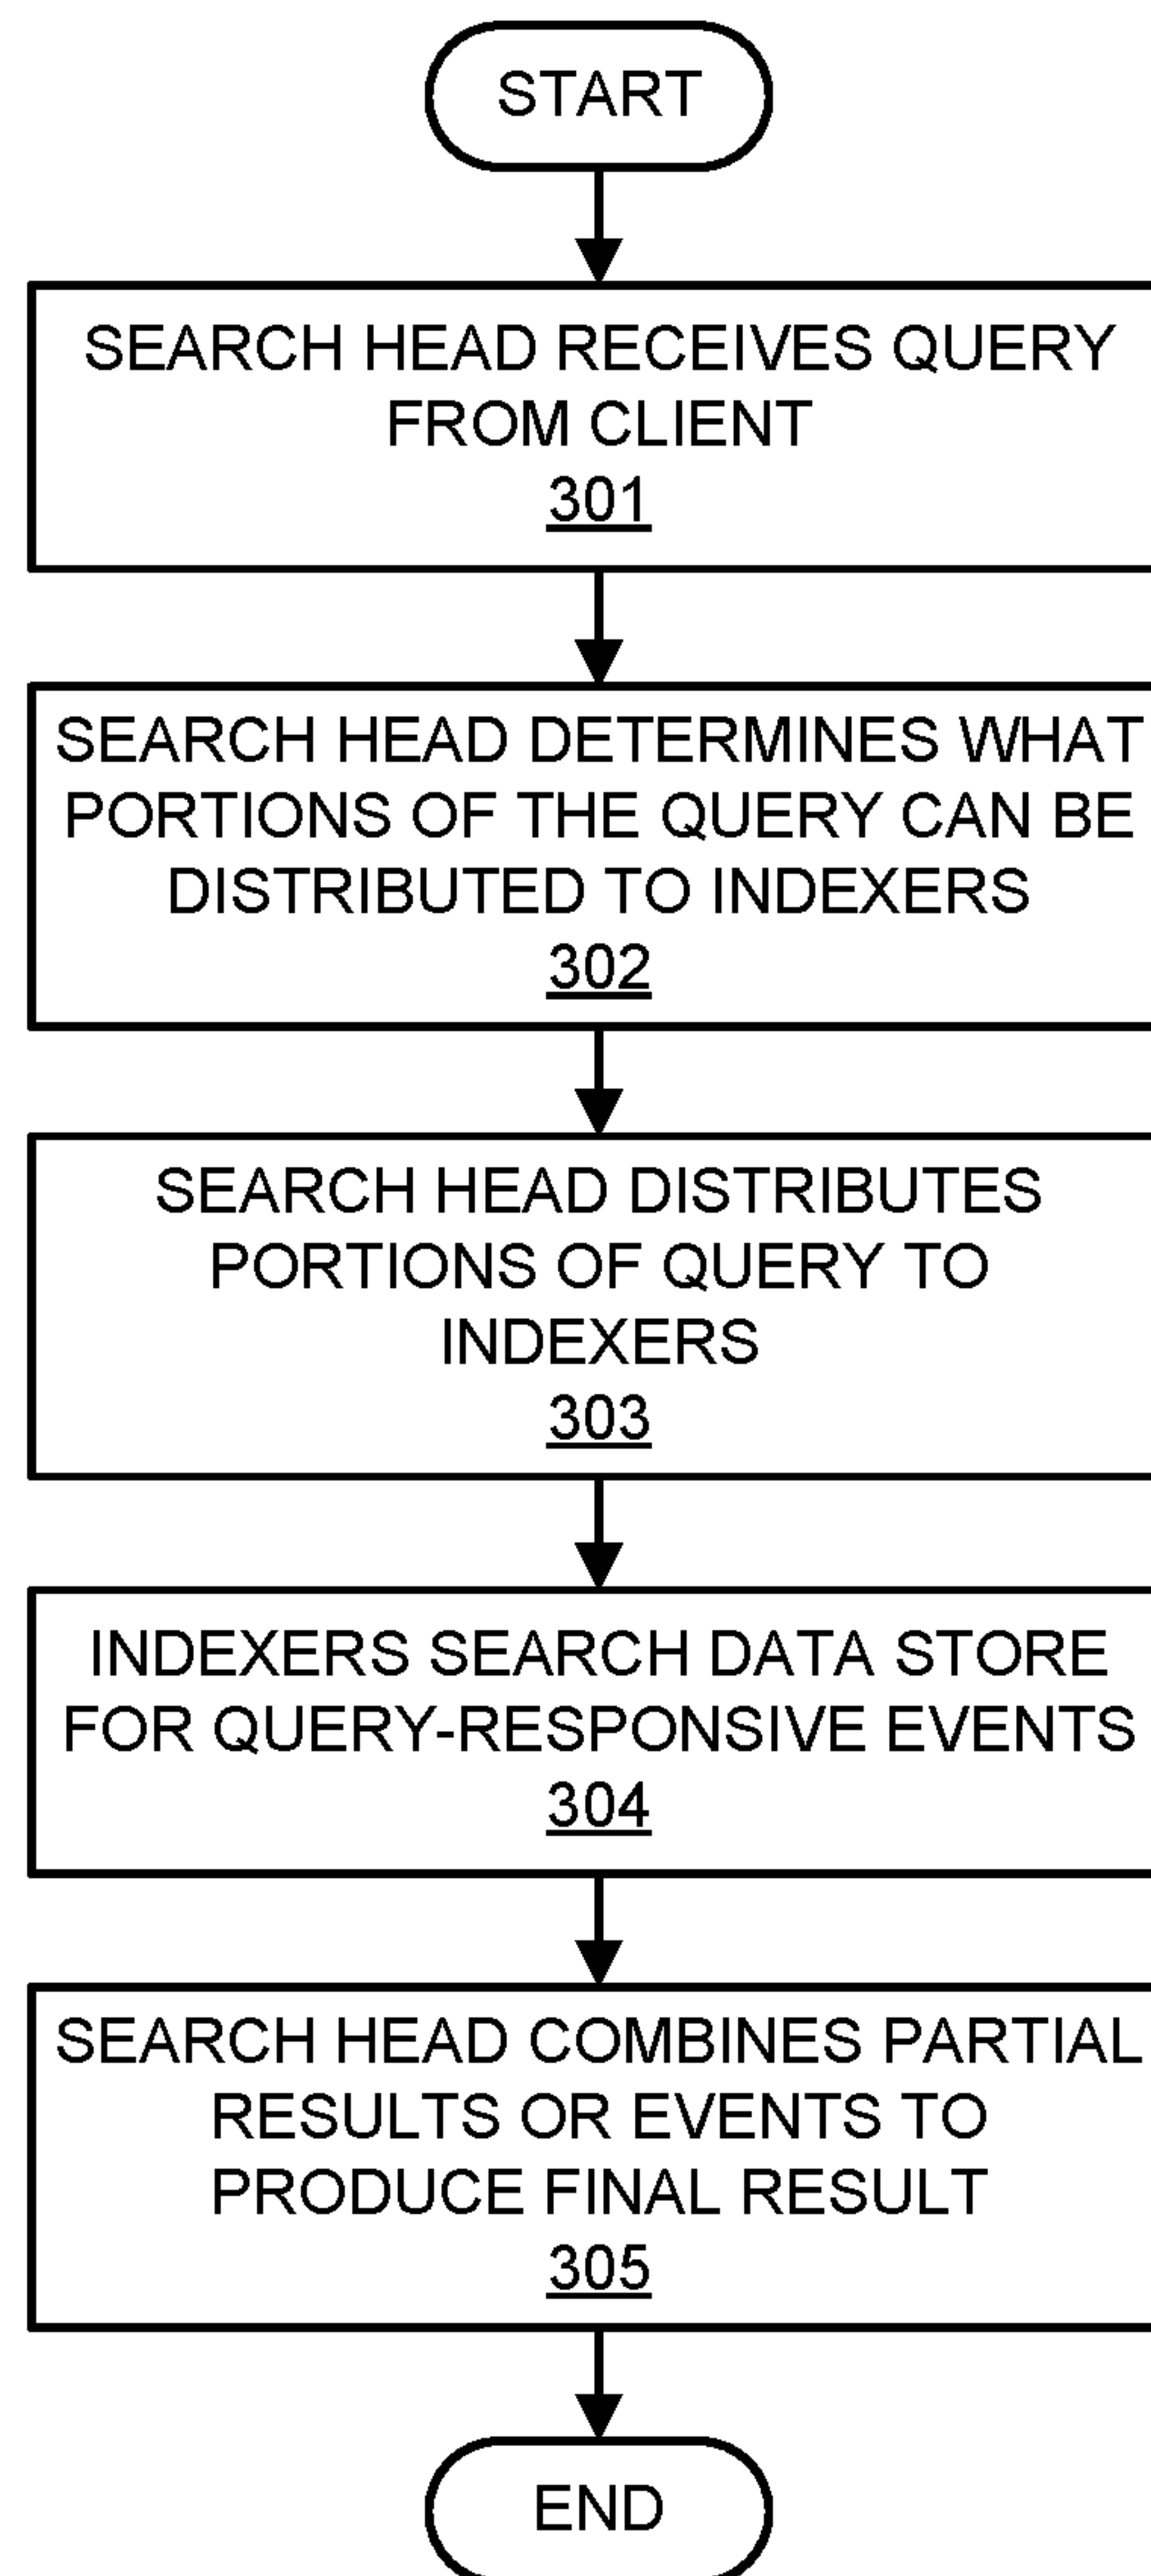 START
SEARCH HEAD RECEIVES QUERY
FROM CLIENT
301
SEARCH HEAD DETERMINES WHAT
PORTIONS OF THE QUERY CAN BE
DISTRIBUTED TO INDEXERS
302
SEARCH HEAD DISTRIBUTES
PORTIONS OF QUERY TO
INDEXERS
303
INDEXERS SEARCH DATA STORE
FOR QUERY-RESPONSIVE EVENTS
304
SEARCH HEAD COMBINES PARTIAL
RESULTS OR EVENTS TO
PRODUCE FINAL RESULT
305
END